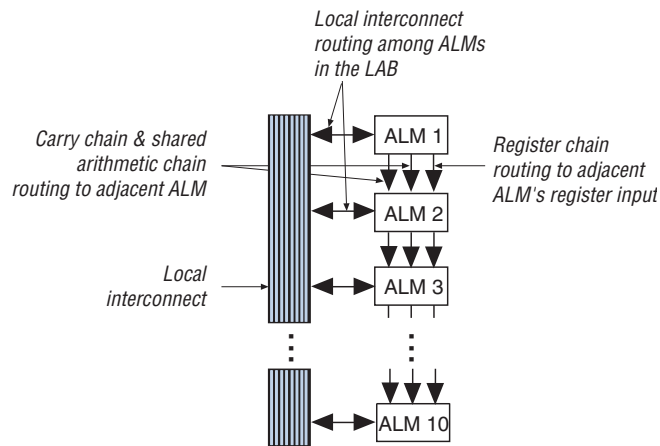 Local interconnect
routing among ALMs
in the LAB
Carry chain & shared
arithmetic chain
routing to adjacent ALM
ALM 1
Register chain
routing to adjacent
ALM's register input
ALM 2
Local
interconnect
ALM 3
ALM 10